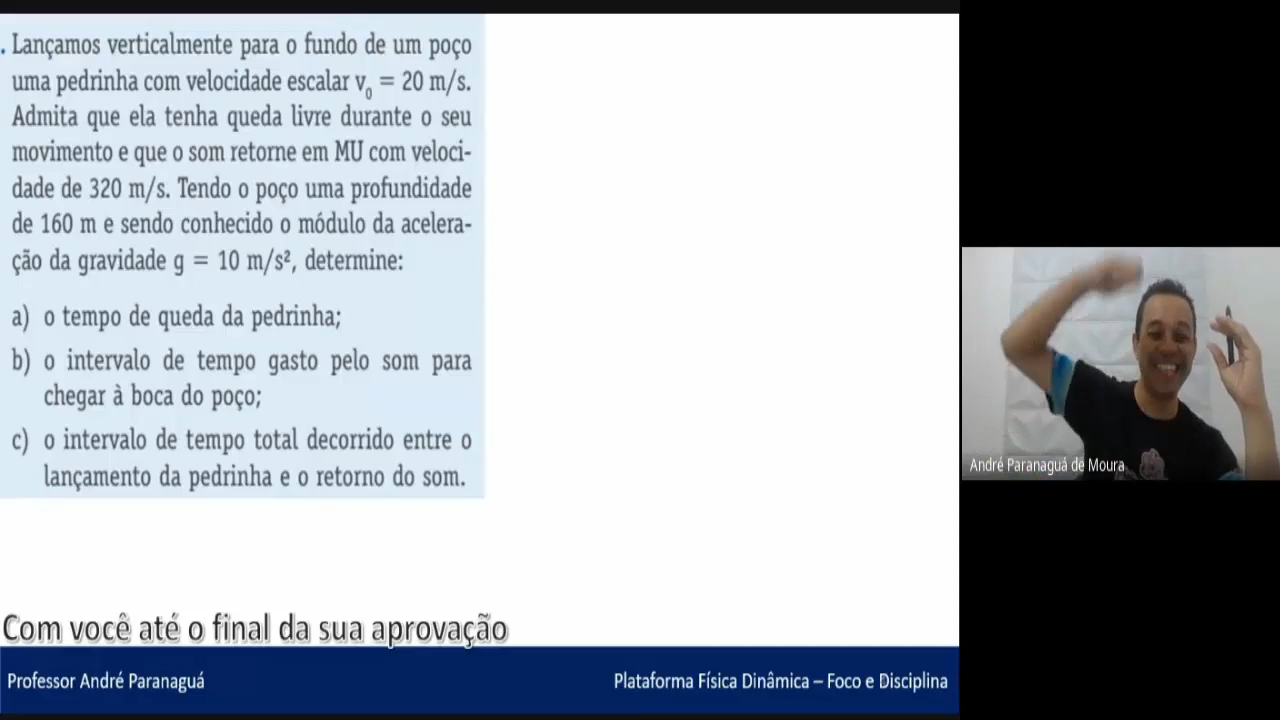 . Lançamos verticalmente para o fundo de um poço
uma pedrinha com velocidade escalar v₀ = 20 m/s.
Admita que ela tenha queda livre durante o seu
movimento e que o som retorne em MU com veloci-
dade de 320 m/s. Tendo o poço uma profundidade
de 160 m e sendo conhecido o módulo da acelera-
ção da gravidade g = 10 m/s², determine:
a) o tempo de queda da pedrinha;
b) o intervalo de tempo gasto pelo som para
chegar à boca do poço;
c) o intervalo de tempo total decorrido entre o
lançamento da pedrinha e o retorno do som.
André Paranaguá de Moura
Com você até o final da sua aprovação
Professor André Paranaguá
Plataforma Física Dinâmica – Foco e Disciplina